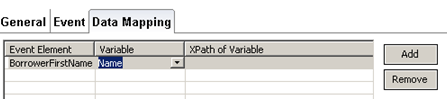 General Event Data Mapping
Event Element Variable XPath of Variable
BorrowerFirstName Name
Add
Remove